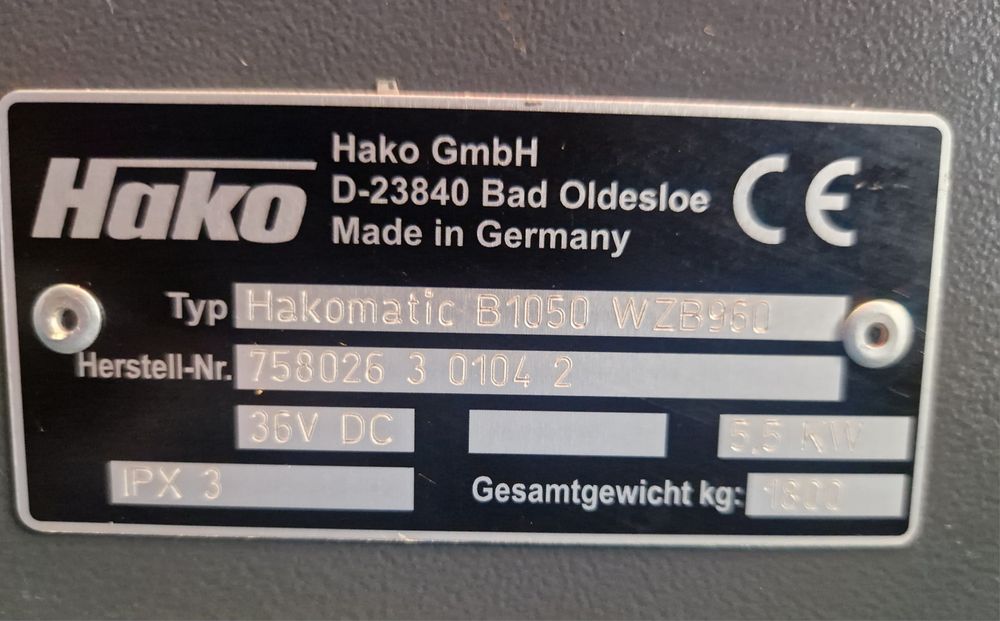 Hako
Hako GmbH
D-23840 Bad Oldesloe
Made in Germany
CE
Typ Hakomatic B1050 WZB960
Herstell-Nr. 758026 3 0104 2
36V DC 5,5 KW
IPX 3 Gesamtgewicht kg: 1800